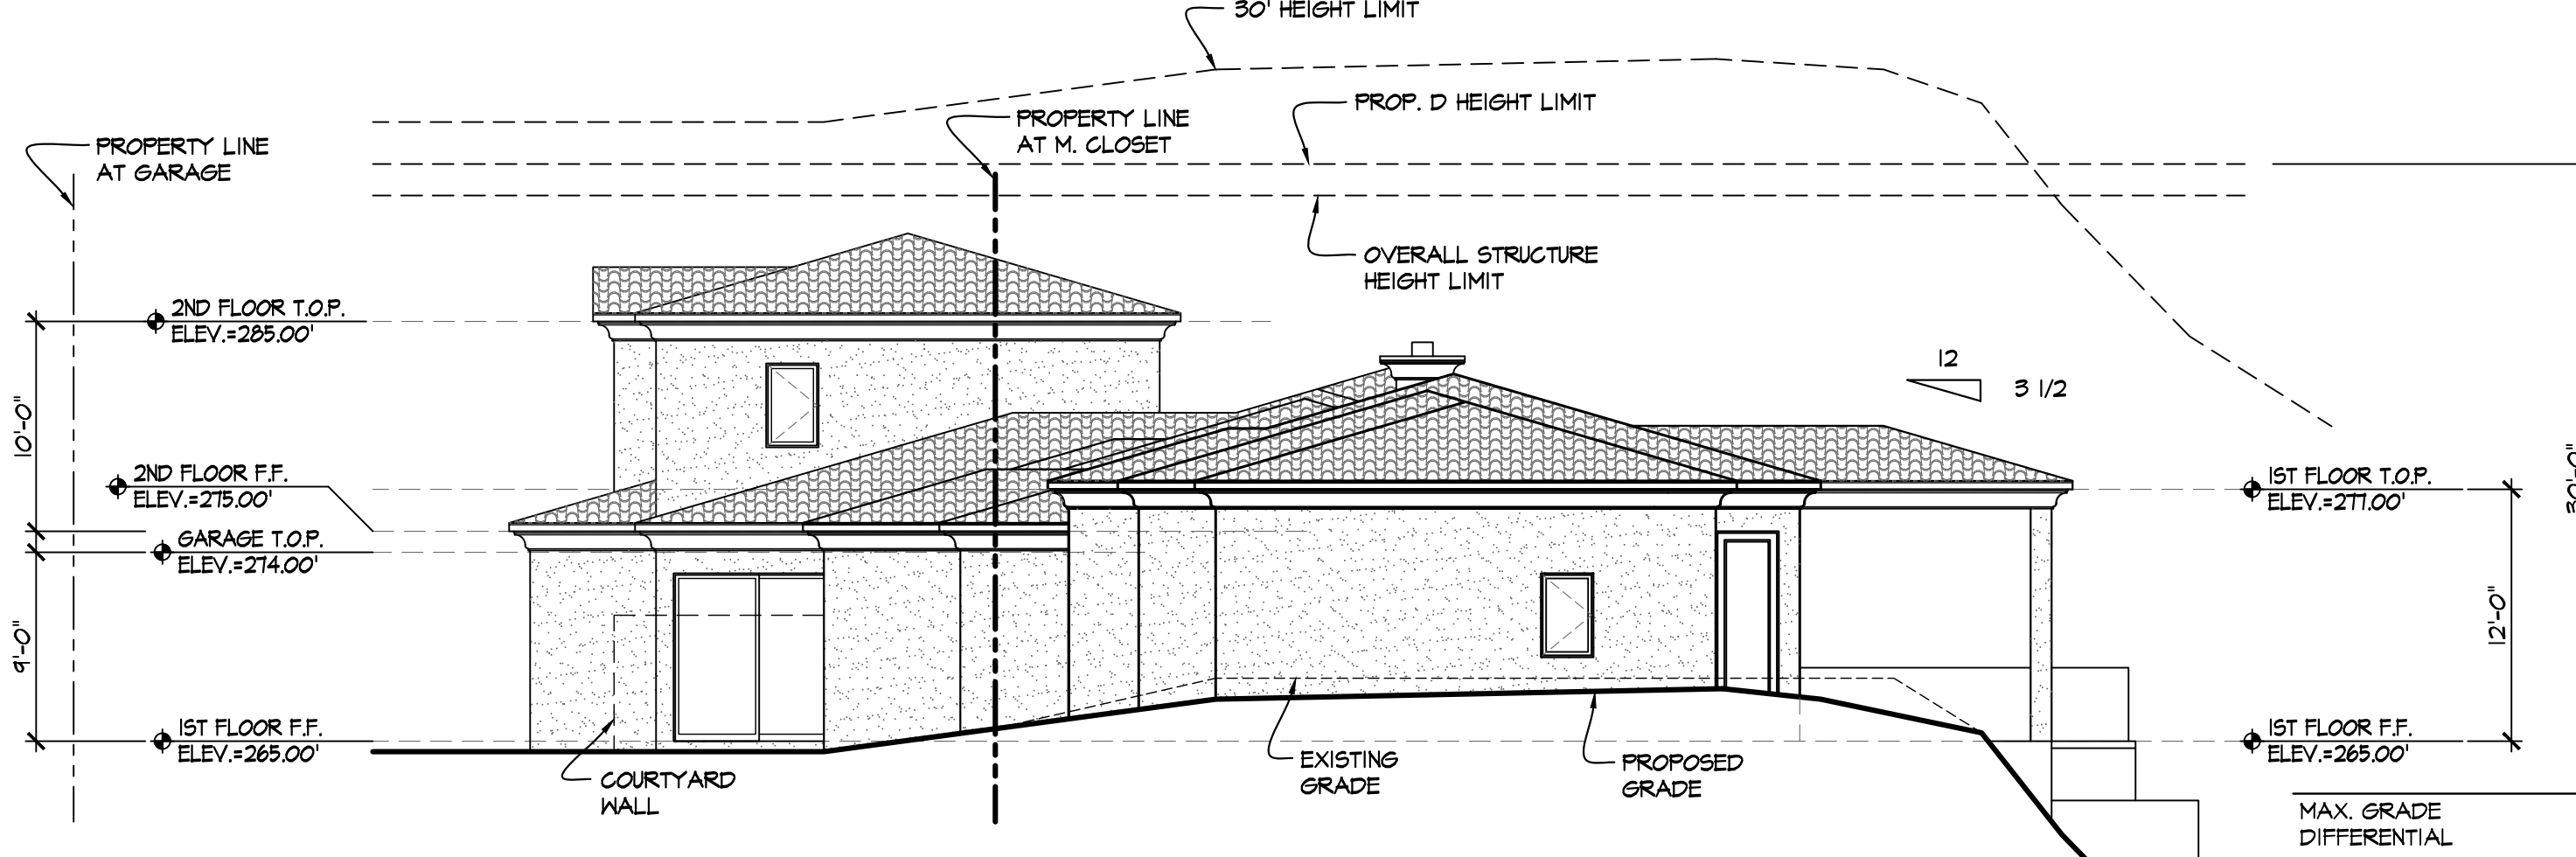 30' HEIGHT LIMIT
PROP. D HEIGHT LIMIT
PROPERTY LINE
AT M. CLOSET
PROPERTY LINE
AT GARAGE
OVERALL STRUCTURE
HEIGHT LIMIT
2ND FLOOR T.O.P.
ELEV.=285.00'
12
3 1/2
10'-0"
2ND FLOOR F.F.
ELEV.=275.00'
1ST FLOOR T.O.P.
ELEV.=277.00'
30'-0"
GARAGE T.O.P.
ELEV.=274.00'
9'-0"
12'-0"
1ST FLOOR F.F.
ELEV.=265.00'
1ST FLOOR F.F.
ELEV.=265.00'
COURTYARD
WALL
EXISTING
GRADE
PROPOSED
GRADE
MAX. GRADE
DIFFERENTIAL